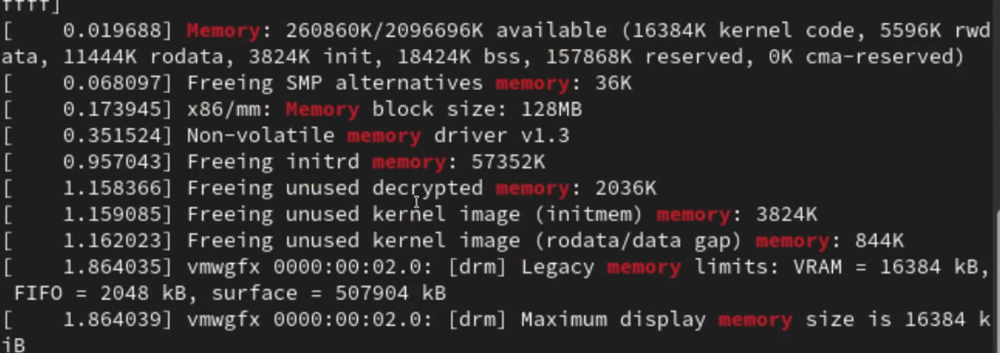 ffff]
[    0.019688] Memory: 260860K/2096696K available (16384K kernel code, 5596K rwd
ata, 11444K rodata, 3824K init, 18424K bss, 157868K reserved, 0K cma-reserved)
[    0.068097] Freeing SMP alternatives memory: 36K
[    0.173945] x86/mm: Memory block size: 128MB
[    0.351524] Non-volatile memory driver v1.3
[    0.957043] Freeing initrd memory: 57352K
[    1.158366] Freeing unused decrypted memory: 2036K
[    1.159085] Freeing unused kernel image (initmem) memory: 3824K
[    1.162023] Freeing unused kernel image (rodata/data gap) memory: 844K
[    1.864035] vmwgfx 0000:00:02.0: [drm] Legacy memory limits: VRAM = 16384 kB,
 FIFO = 2048 kB, surface = 507904 kB
[    1.864039] vmwgfx 0000:00:02.0: [drm] Maximum display memory size is 16384 k
iB